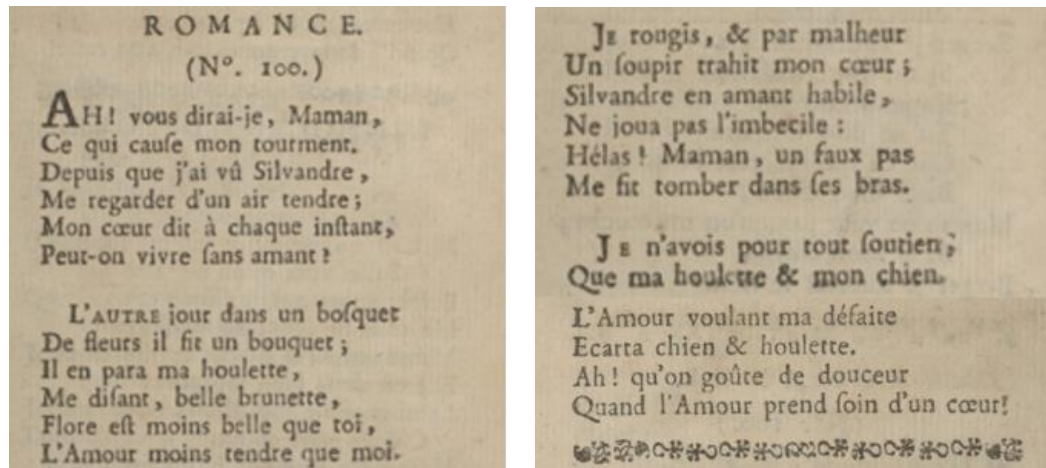 ROMANCE.
(Nº. 100.)
AH! vous dirai-je, Maman,
Ce qui cauſe mon tourment.
Depuis que j'ai vû Silvandre,
Me regarder d'un air tendre;
Mon cœur dit à chaque inſtant,
Peut-on vivre ſans amant?
L'AUTRE jour dans un boſquet
De fleurs il fit un bouquet;
Il en para ma houlette,
Me diſant, belle brunette,
Flore eſt moins belle que toi,
L'Amour moins tendre que moi.
JE rougis, & par malheur
Un ſoupir trahit mon cœur;
Silvandre en amant habile,
Ne joua pas l'imbecile:
Hélas! Maman, un faux pas
Me fit tomber dans ſes bras.
JE n'avois pour tout ſoutien,
Que ma houlette & mon chien.
L'Amour voulant ma défaite
Ecarta chien & houlette.
Ah! qu'on goûte de douceur
Quand l'Amour prend ſoin d'un cœur!